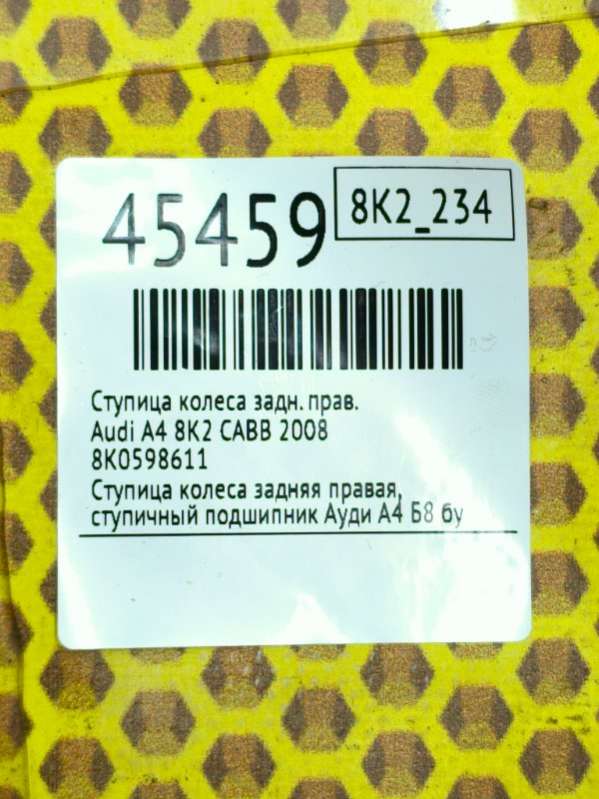 45459
8K2_234
Ступица колеса задн. прав.
Audi A4 8K2 CABB 2008
8K0598611
Ступица колеса задняя правая,
ступичный подшипник Ауди А4 Б8 бу